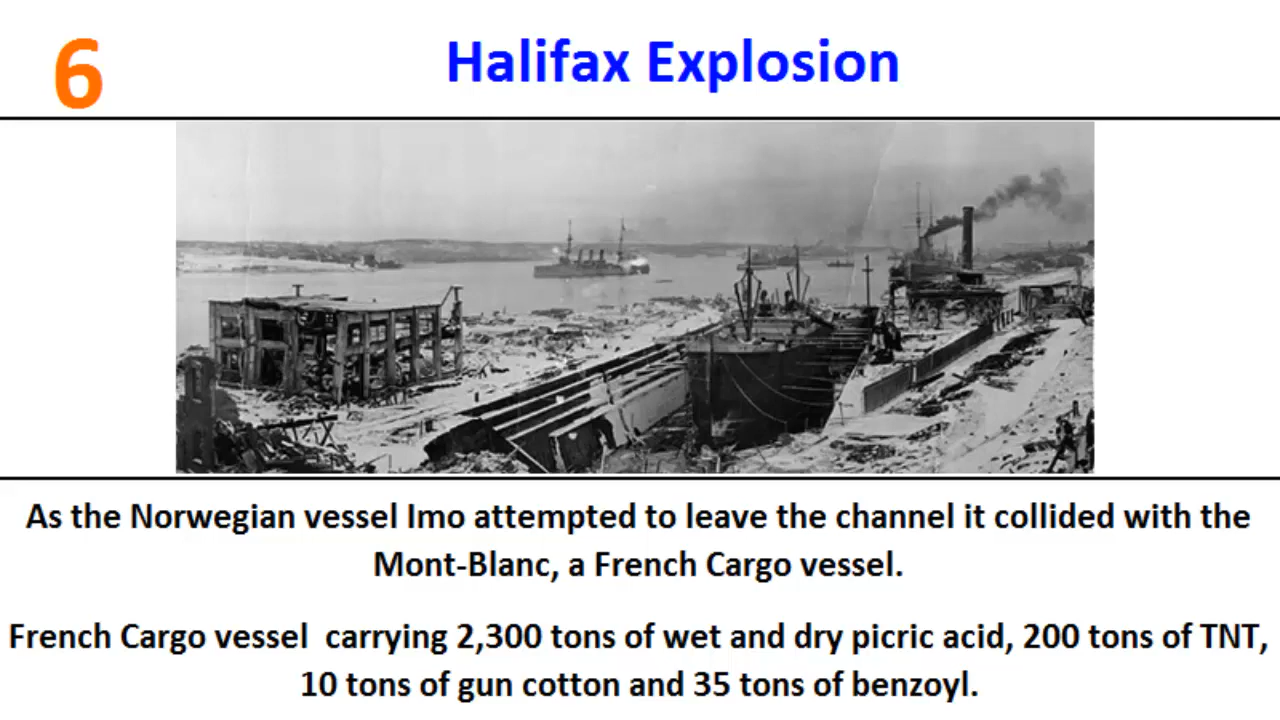 6
Halifax Explosion
As the Norwegian vessel Imo attempted to leave the channel it collided with the
Mont-Blanc, a French Cargo vessel.
French Cargo vessel  carrying 2,300 tons of wet and dry picric acid, 200 tons of TNT,
10 tons of gun cotton and 35 tons of benzoyl.